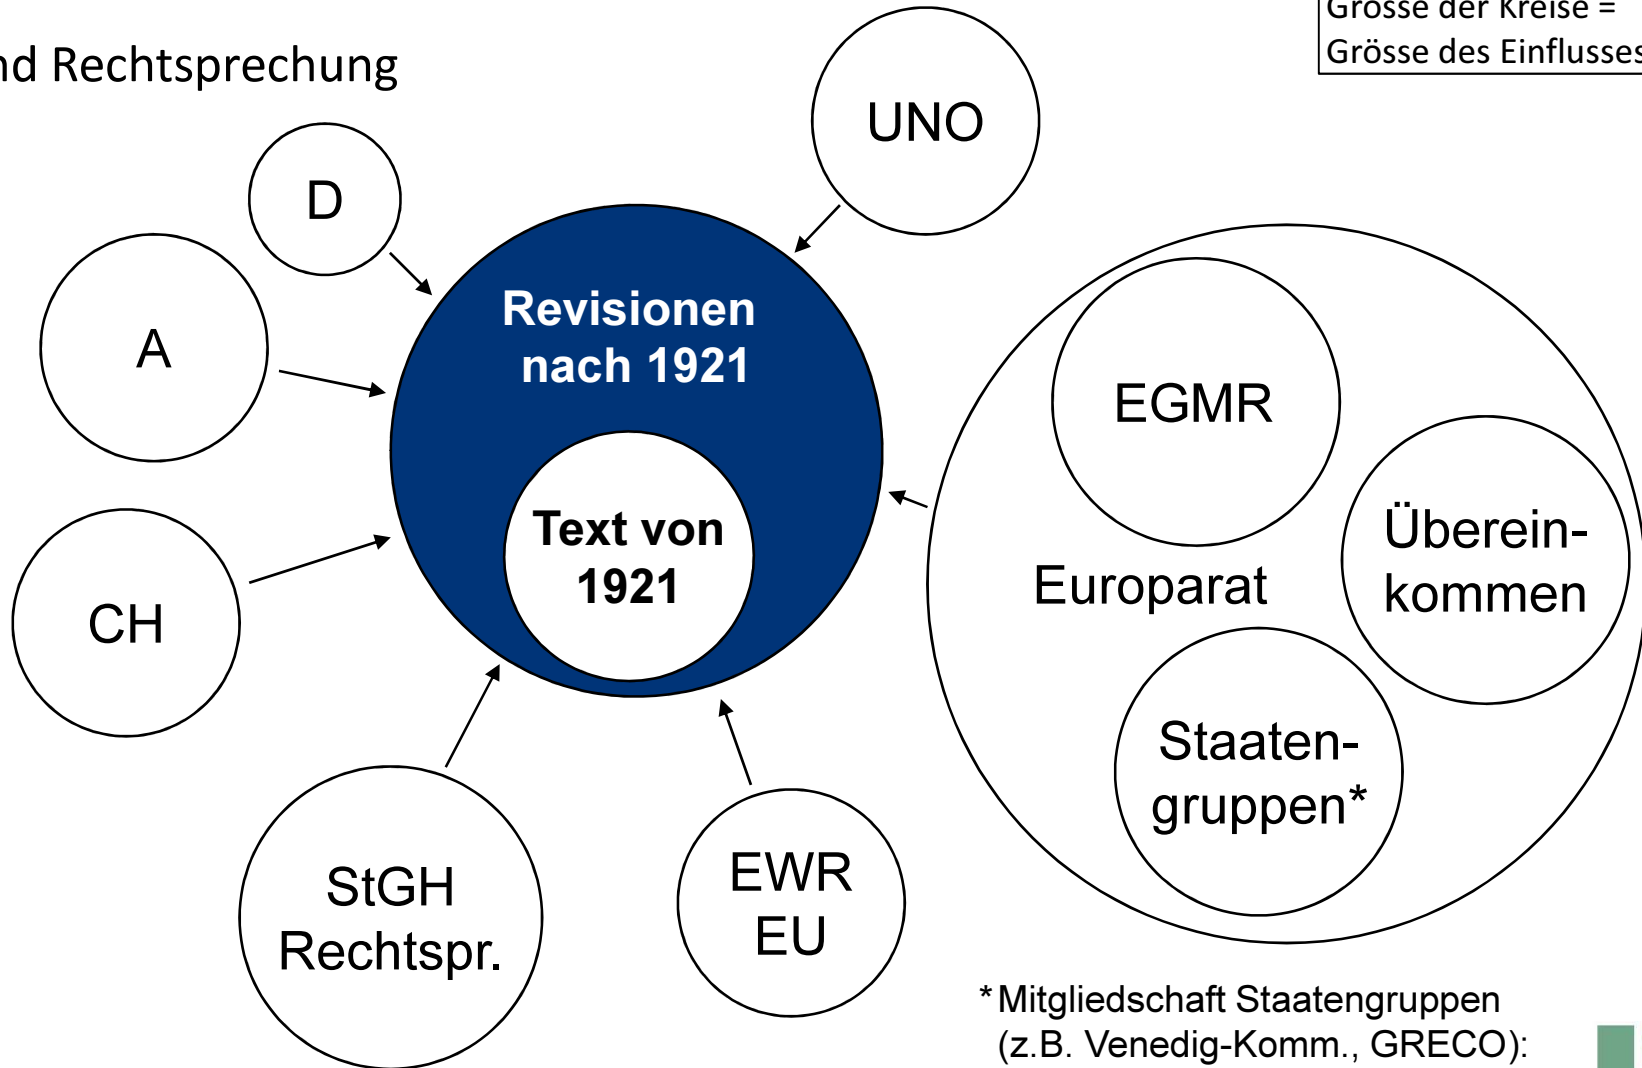 Grösse der Kreise =
Grösse des Einflusses
nd Rechtsprechung
UNO
D
A
CH
Revisionen
nach 1921
Text von
1921
EGMR
Überein-
kommen
Europarat
Staaten-
gruppen*
StGH
Rechtspr.
EWR
EU
*Mitgliedschaft Staatengruppen
(z.B. Venedig-Komm., GRECO):